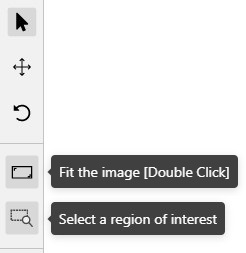 Fit the image [Double Click]
Select a region of interest